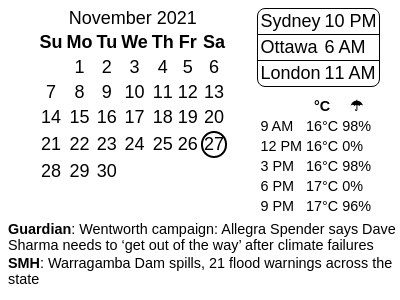 November 2021
Su Mo Tu We Th Fr Sa
1 2 3 4 5 6
7 8 9 10 11 12 13
14 15 16 17 18 19 20
21 22 23 24 25 26 27
28 29 30
Sydney 10 PM
Ottawa 6 AM
London 11 AM
°C ☂
9 AM 16°C 98%
12 PM 16°C 0%
3 PM 16°C 98%
6 PM 17°C 0%
9 PM 17°C 96%
Guardian: Wentworth campaign: Allegra Spender says Dave
Sharma needs to ‘get out of the way’ after climate failures
SMH: Warragamba Dam spills, 21 flood warnings across the
state